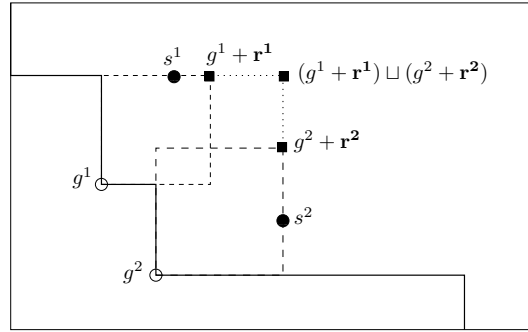 s¹ g¹ + r¹
(g¹ + r¹) ⊔ (g² + r²)
g² + r²
g¹
s²
g²